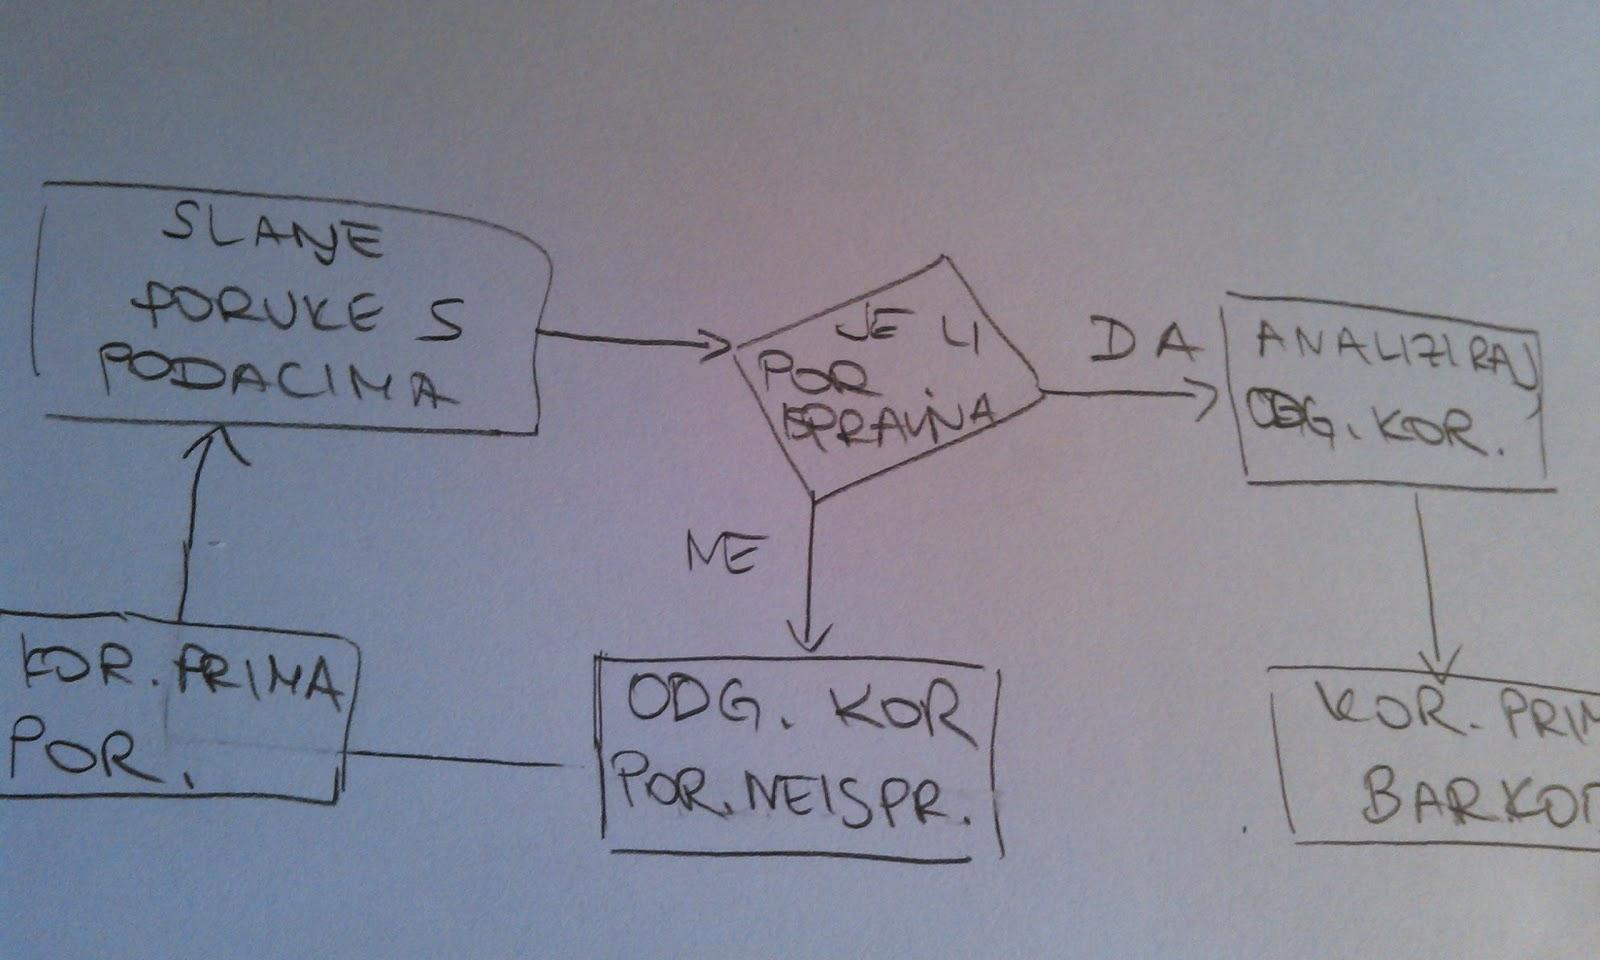 SLANJE
PORUKE S
PODACIMA
JE LI
POR
ISPRAVNA
DA
ANALIZIRAJ
ODG. KOR.
NE
KOR. PRIMA
POR.
ODG. KOR
POR. NEISPR.
KOR. PRIM
BARKOD